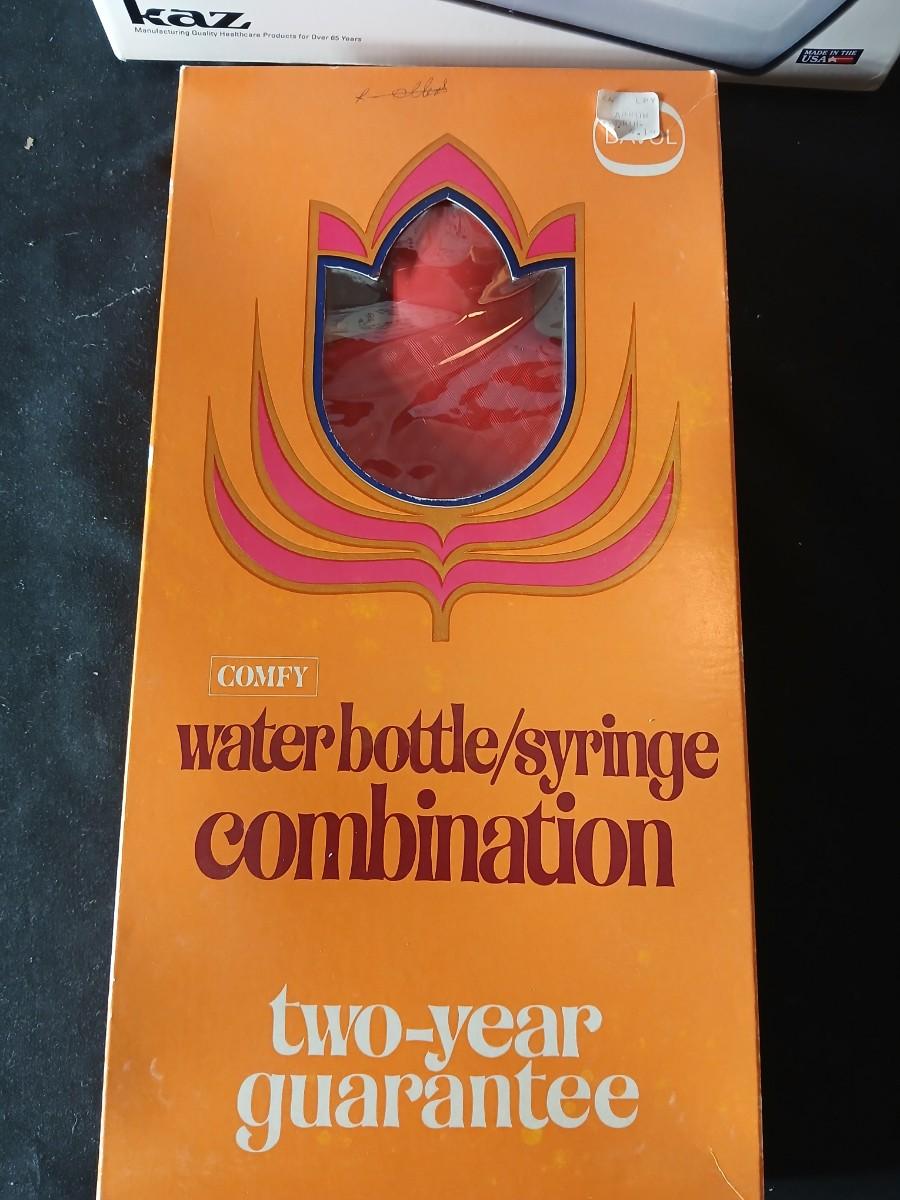 kaz
Manufacturing Quality Healthcare Products for Over 65 Years
MADE IN THE
USA
DAVOL
COMFY
water bottle/syringe
combination
two-year
guarantee